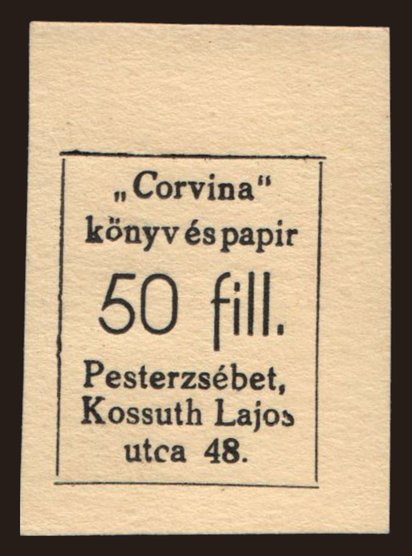 „Corvina“
könyv és papir
50 fill.
Pesterzsébet,
Kossuth Lajos
utca 48.